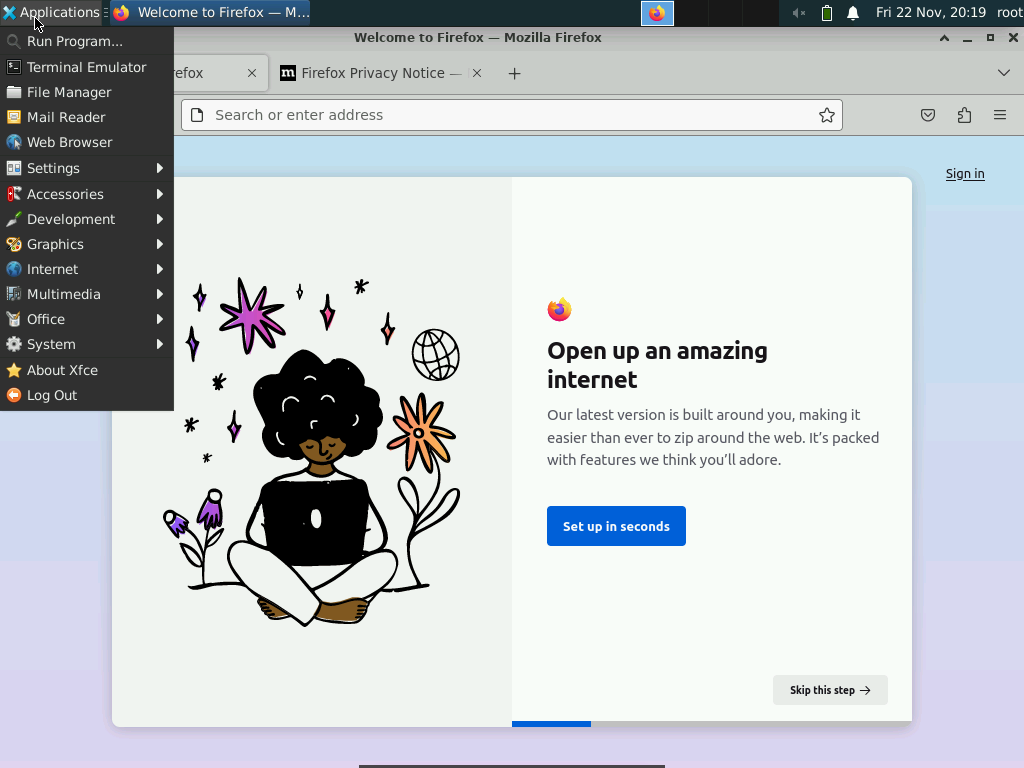 Applications
Welcome to Firefox — M...
Fri 22 Nov, 20:19
root
Welcome to Firefox — Mozilla Firefox
Run Program...
Terminal Emulator
File Manager
Mail Reader
Web Browser
Settings
Accessories
Development
Graphics
Internet
Multimedia
Office
System
About Xfce
Log Out
refox
Firefox Privacy Notice —
Search or enter address
Sign in
Open up an amazing
internet
Our latest version is built around you, making it
easier than ever to zip around the web. It’s packed
with features we think you’ll adore.
Set up in seconds
Skip this step